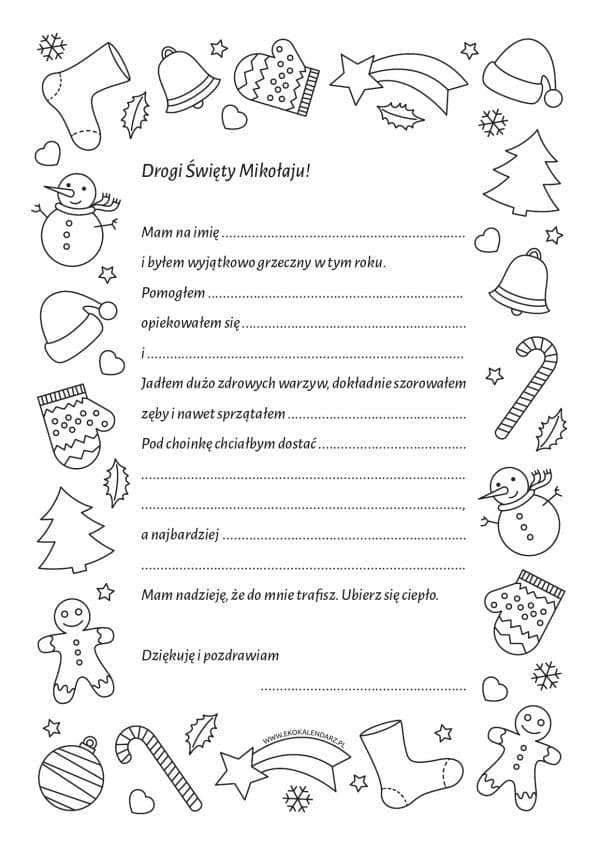 Drogi Święty Mikołaju!
Mam na imię ................................................................
i byłem wyjątkowo grzeczny w tym roku.
Pomogłem ...................................................................
opiekowałem się...........................................................
i ...................................................................................
Jadłem dużo zdrowych warzyw, dokładnie szorowałem
zęby i nawet sprzątałem ...............................................
Pod choinkę chciałbym dostać .......................................
.....................................................................................
....................................................................................,
a najbardziej ................................................................
.....................................................................................
Mam nadzieję, że do mnie trafisz. Ubierz się ciepło.
Dziękuję i pozdrawiam
......................................................
WWW.EKOKALENDARZ.PL